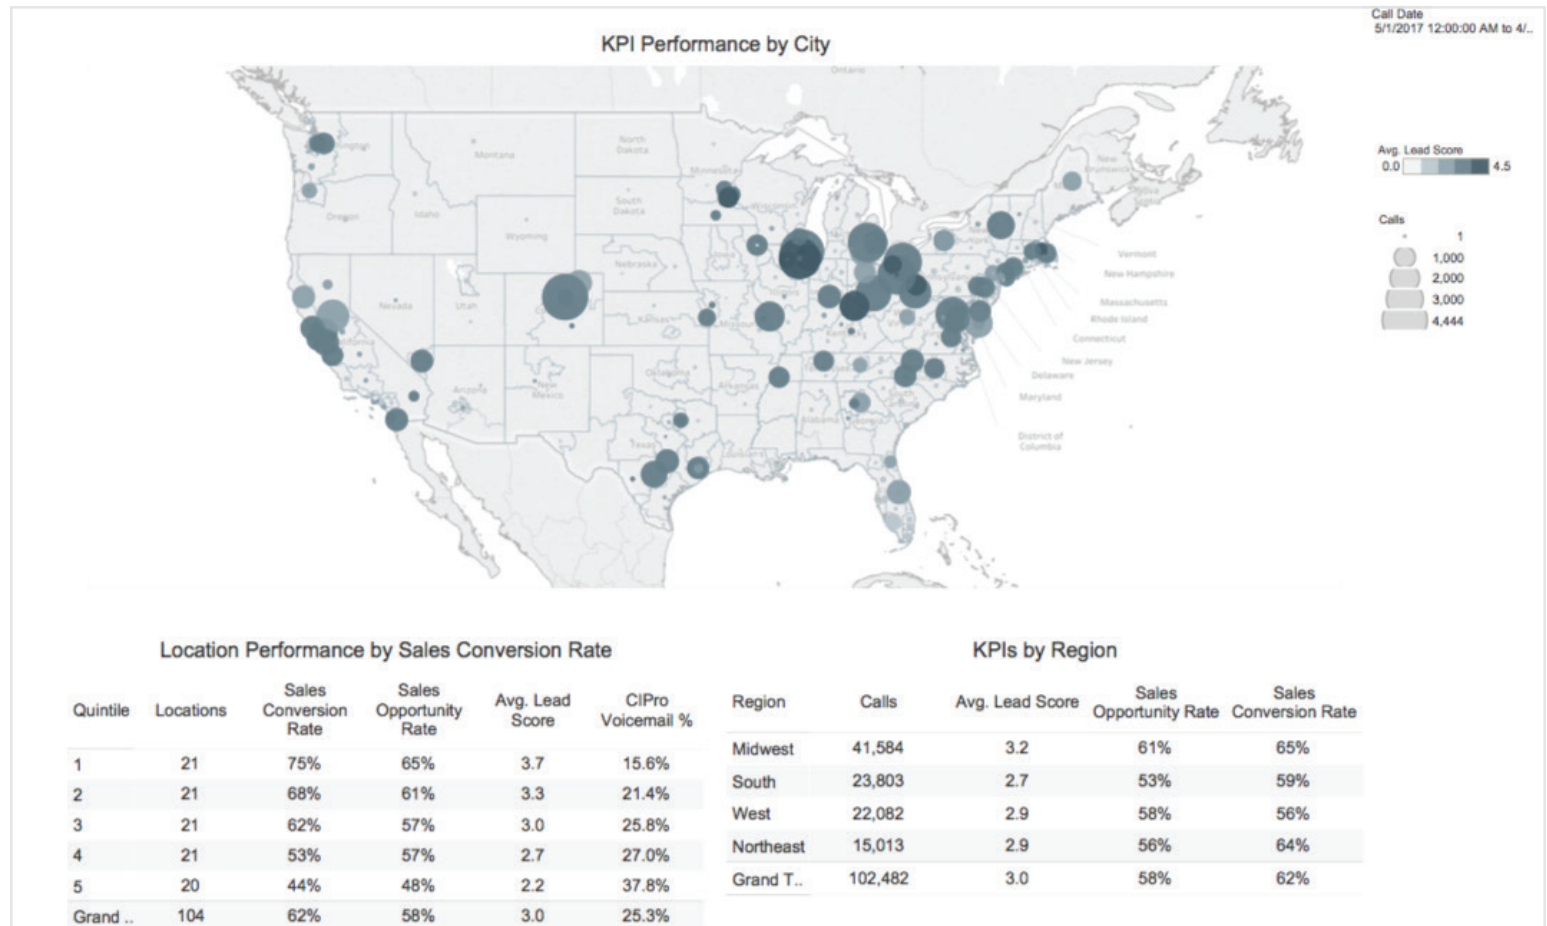 Call Date
5/1/2017 12:00:00 AM to 4/..
KPI Performance by City
Ontario
Montana
North
Dakota
Minnesota
New
Brunswick
Oregon
Idaho
South
Dakota
Wisconsin
Wyoming
Nebraska
Nevada
Utah
Kansas
Missouri
Oklahoma
Arkansas
Arizona
New
Mexico
Alabama
Georgia
Texas
Vermont
New Hampshire
Massachusetts
Rhode Island
Connecticut
New Jersey
Delaware
Maryland
District of
Columbia
Avg. Lead Score
0.0 4.5
Calls
1
1,000
2,000
3,000
4,444
Location Performance by Sales Conversion Rate
Quintile Locations Sales Conversion Rate Sales Opportunity Rate Avg. Lead Score CIPro Voicemail %
1 21 75% 65% 3.7 15.6%
2 21 68% 61% 3.3 21.4%
3 21 62% 57% 3.0 25.8%
4 21 53% 57% 2.7 27.0%
5 20 44% 48% 2.2 37.8%
Grand .. 104 62% 58% 3.0 25.3%
KPIs by Region
Region Calls Avg. Lead Score Sales Opportunity Rate Sales Conversion Rate
Midwest 41,584 3.2 61% 65%
South 23,803 2.7 53% 59%
West 22,082 2.9 58% 56%
Northeast 15,013 2.9 56% 64%
Grand T.. 102,482 3.0 58% 62%